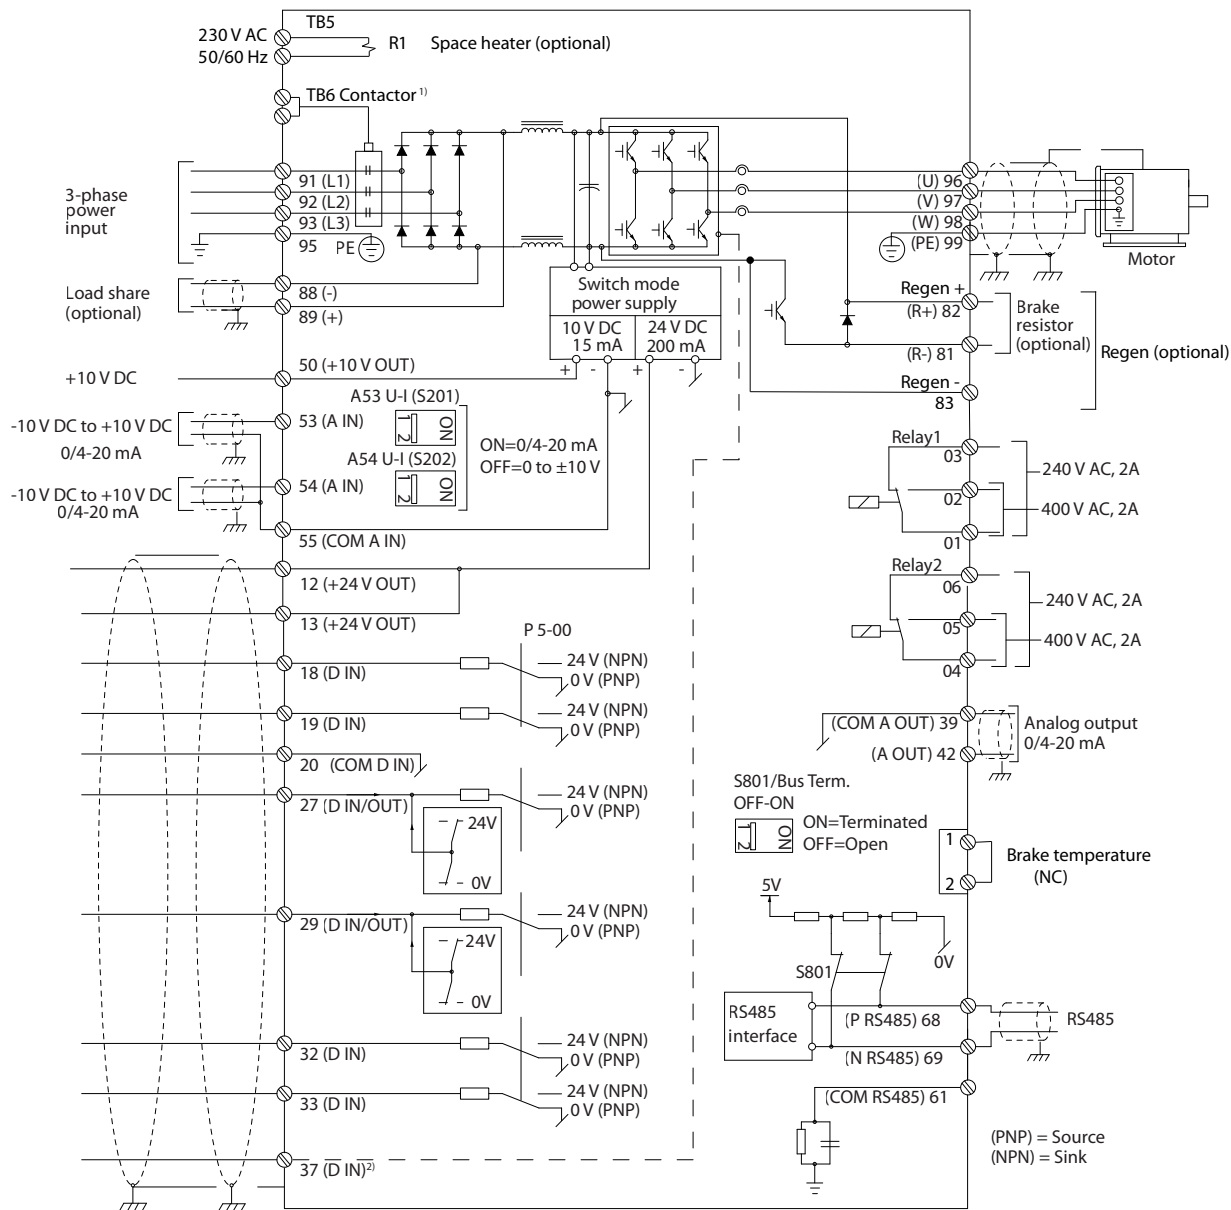 TB5
230 V AC
50/60 Hz
R1
Space heater (optional)
TB6 Contactor 1)
3-phase
power
input
91 (L1)
92 (L2)
93 (L3)
95
PE
(U) 96
(V) 97
(W) 98
(PE) 99
Motor
Load share
(optional)
88 (-)
89 (+)
Switch mode
power supply
10 V DC
15 mA
24 V DC
200 mA
+
-
+
-
Regen +
(R+) 82
Brake
resistor
(optional)
(R-) 81
Regen -
83
Regen (optional)
+10 V DC
50 (+10 V OUT)
A53 U-I (S201)
1 2
ON
-10 V DC to +10 V DC
0/4-20 mA
53 (A IN)
ON=0/4-20 mA
OFF=0 to ±10 V
A54 U-I (S202)
1 2
ON
-10 V DC to +10 V DC
0/4-20 mA
54 (A IN)
55 (COM A IN)
Relay1
03
02
01
240 V AC, 2A
400 V AC, 2A
12 (+24 V OUT)
13 (+24 V OUT)
Relay2
06
05
04
240 V AC, 2A
400 V AC, 2A
P 5-00
18 (D IN)
24 V (NPN)
0 V (PNP)
19 (D IN)
24 V (NPN)
0 V (PNP)
20 (COM D IN)
27 (D IN/OUT)
24 V (NPN)
0 V (PNP)
24V
0V
29 (D IN/OUT)
24 V (NPN)
0 V (PNP)
24V
0V
32 (D IN)
24 V (NPN)
0 V (PNP)
33 (D IN)
24 V (NPN)
0 V (PNP)
37 (D IN) 2)
(COM A OUT) 39
(A OUT) 42
Analog output
0/4-20 mA
S801/Bus Term.
OFF-ON
1 2
ON
ON=Terminated
OFF=Open
1
2
Brake temperature
(NC)
5V
S801
0V
RS485
interface
(P RS485) 68
(N RS485) 69
RS485
(COM RS485) 61
(PNP) = Source
(NPN) = Sink